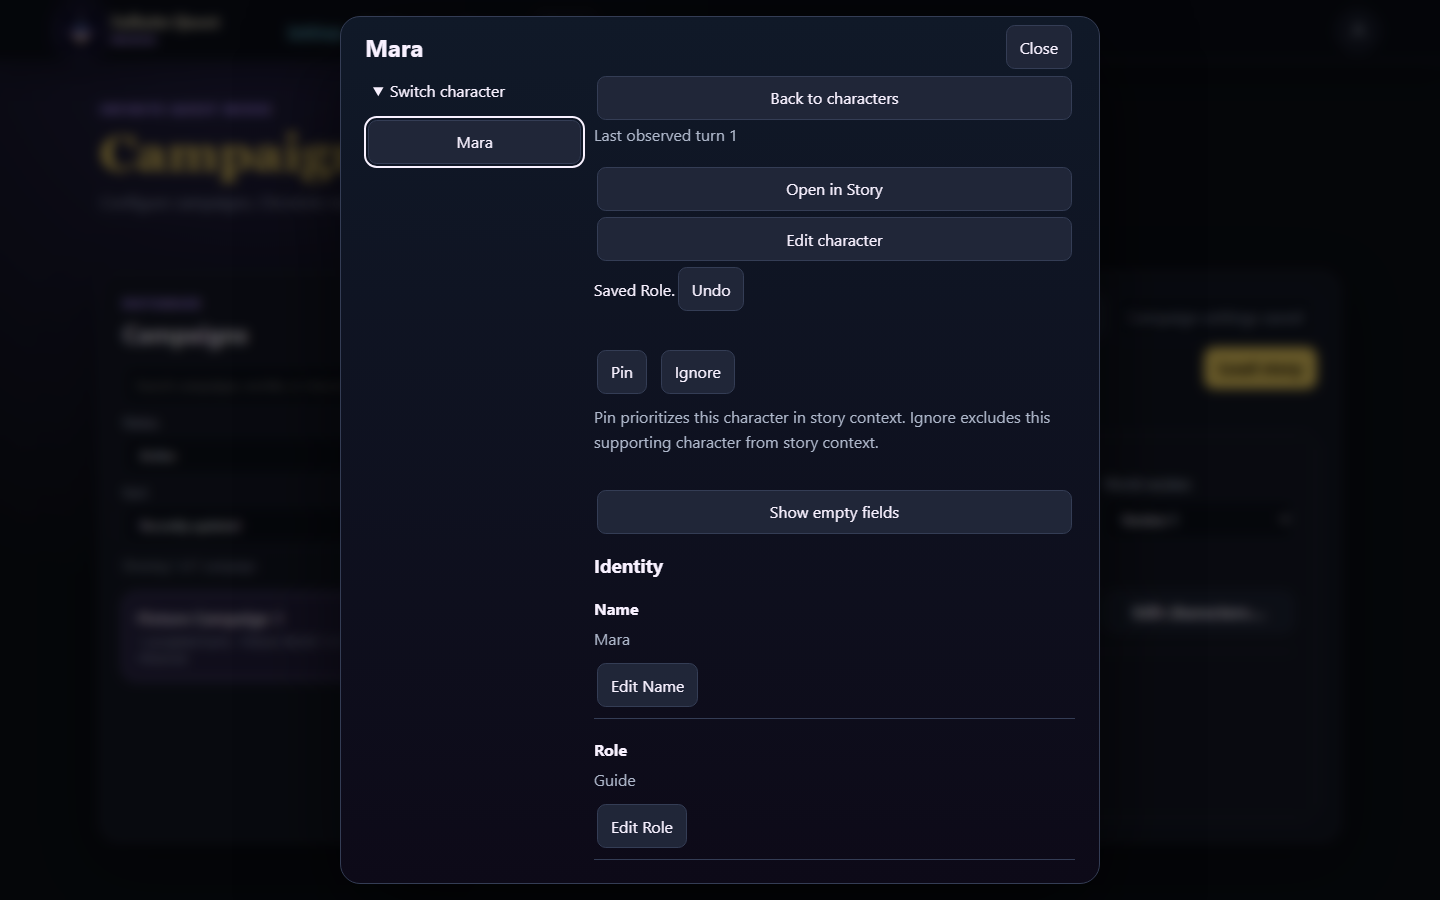 Mara
Close
▼ Switch character
Mara
Back to characters
Last observed turn 1
Open in Story
Edit character
Saved Role. Undo
Pin Ignore
Pin prioritizes this character in story context. Ignore excludes this
supporting character from story context.
Show empty fields
Identity
Name
Mara
Edit Name
Role
Guide
Edit Role
Campaigns